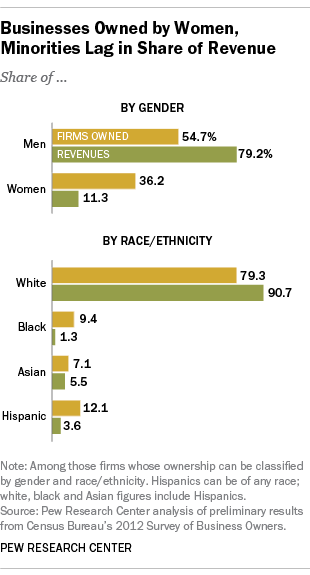 Businesses Owned by Women,
Minorities Lag in Share of Revenue
Share of ...
BY GENDER
Men FIRMS OWNED 54.7%
REVENUES 79.2%
Women 36.2
11.3
BY RACE/ETHNICITY
White 79.3
90.7
Black 9.4
1.3
Asian 7.1
5.5
Hispanic 12.1
3.6
Note: Among those firms whose ownership can be classified
by gender and race/ethnicity. Hispanics can be of any race;
white, black and Asian figures include Hispanics.
Source: Pew Research Center analysis of preliminary results
from Census Bureau's 2012 Survey of Business Owners.
PEW RESEARCH CENTER